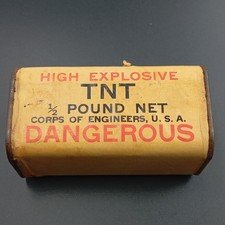 HIGH EXPLOSIVE
TNT
½ POUND NET
CORPS OF ENGINEERS, U. S. A.
DANGEROUS